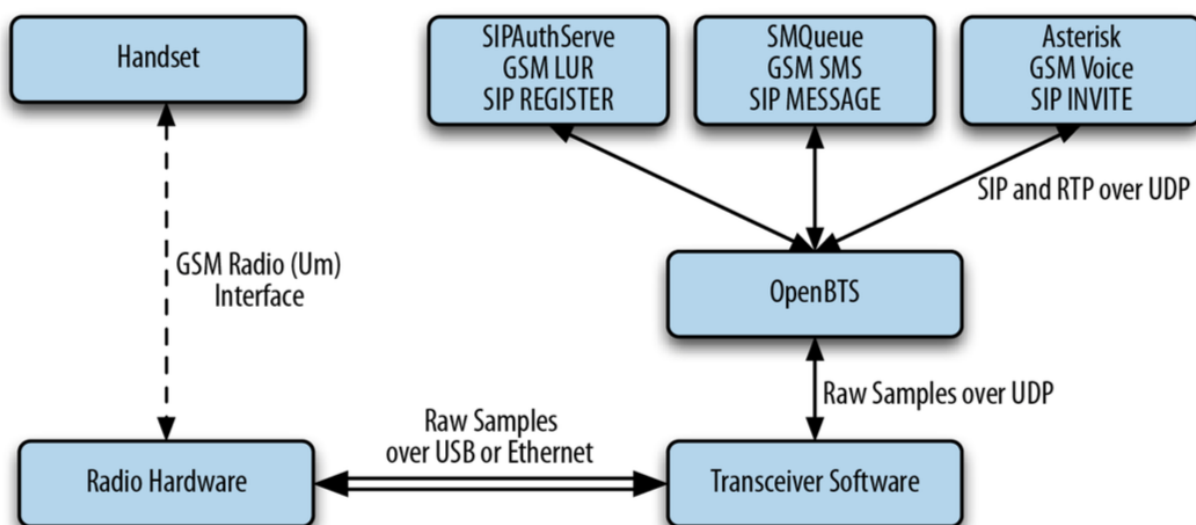 Handset
SIPAuthServe
GSM LUR
SIP REGISTER
SMQueue
GSM SMS
SIP MESSAGE
Asterisk
GSM Voice
SIP INVITE
SIP and RTP over UDP
GSM Radio (Um)
Interface
OpenBTS
Raw Samples over UDP
Raw Samples
over USB or Ethernet
Radio Hardware
Transceiver Software